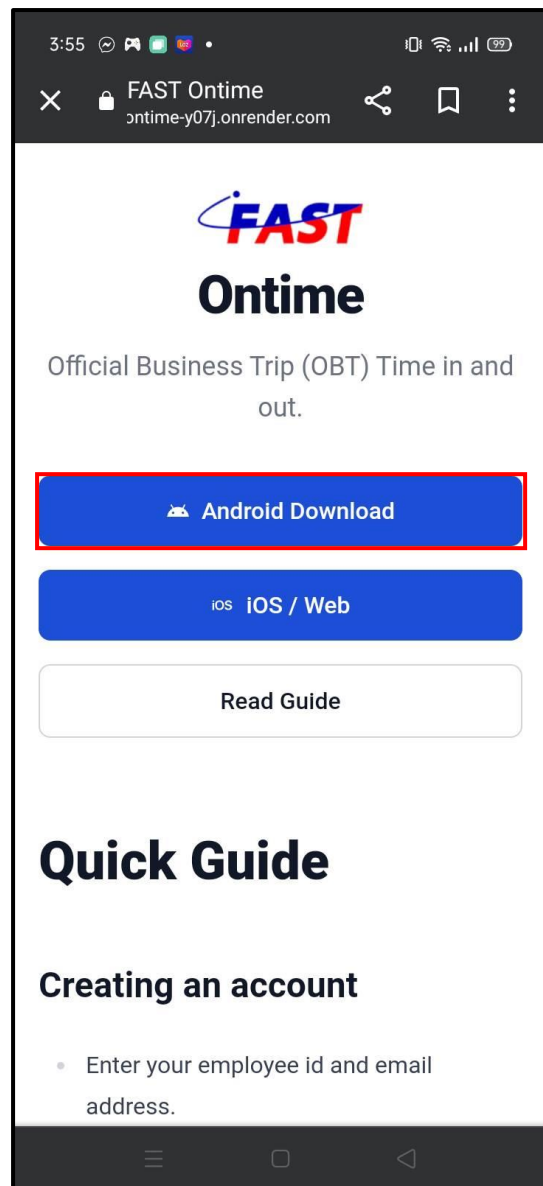 3:55
99
FAST Ontime
ontime-y07j.onrender.com
FAST
Ontime
Official Business Trip (OBT) Time in and
out.
Android Download
iOS iOS / Web
Read Guide
Quick Guide
Creating an account
Enter your employee id and email
address.